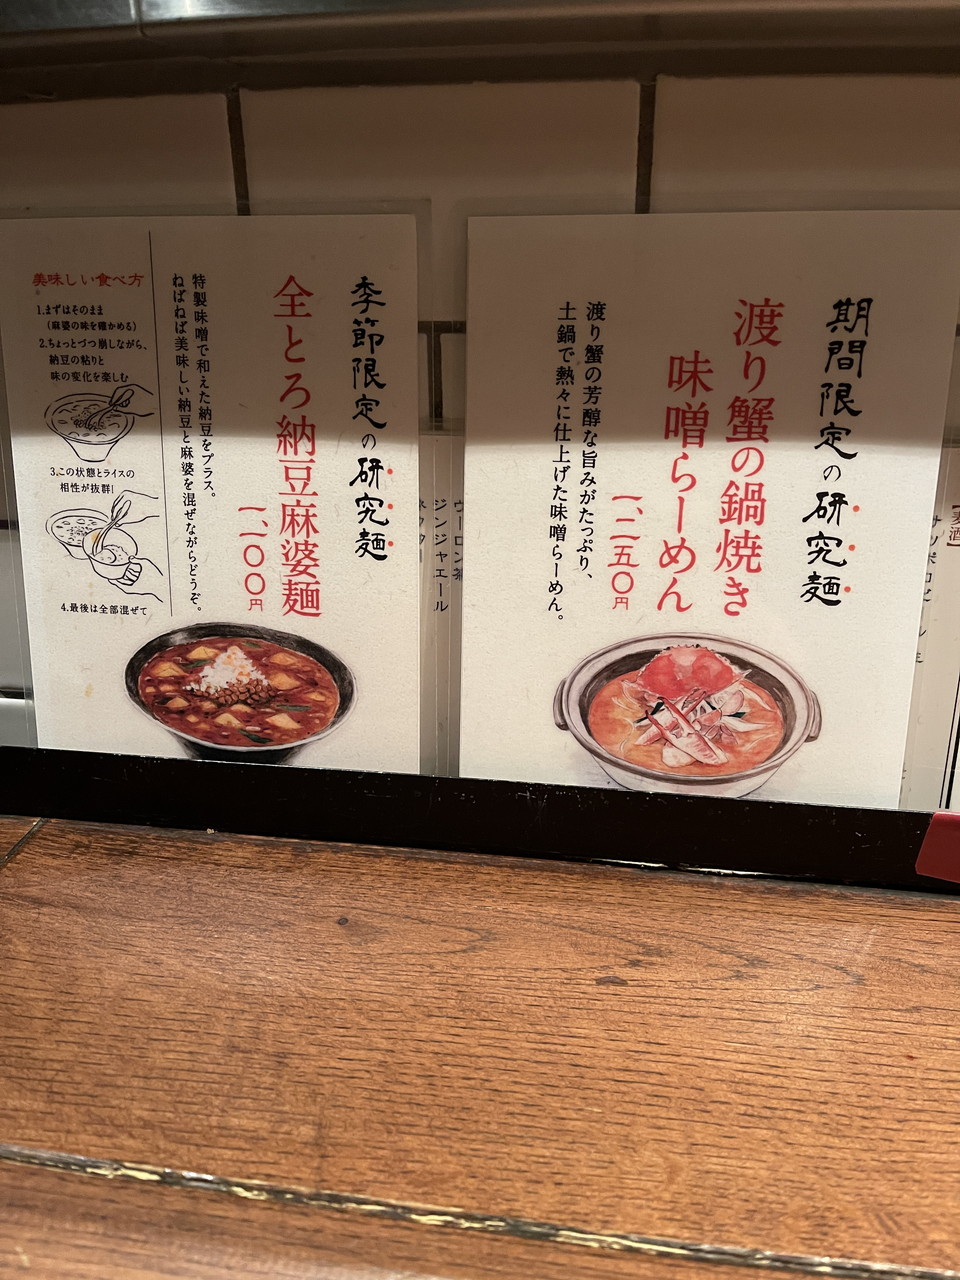 期間限定の研究麺
渡り蟹の鍋焼き
味噌らーめん
一、二五〇円
渡り蟹の芳醇な旨みがたっぷり、
土鍋で熱々に仕上げた味噌らーめん。
季節限定の研究麺
全とろ納豆麻婆麺
一、一〇〇円
特製味噌で和えた納豆をプラス。
ねばねば美味しい納豆と麻婆を混ぜながらどうぞ。
美味しい食べ方
1.まずはそのまま
(麻婆の味を確かめる)
2.ちょっとづつ崩しながら、
納豆の粘りと
味の変化を楽しむ
3.この状態とライスの
相性が抜群!
4.最後は全部混ぜて
ウーロン茶
ジンジャエール